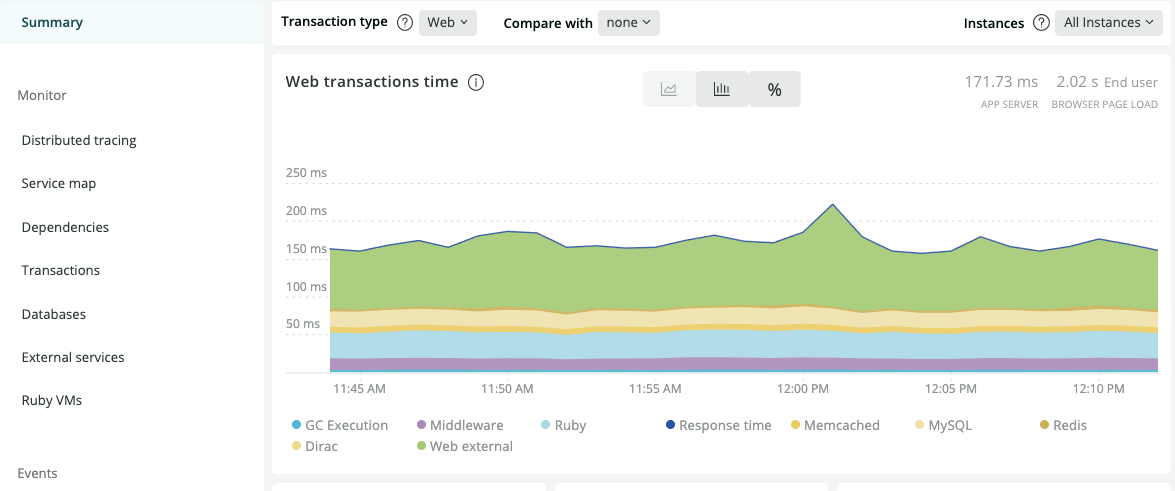 Summary
Transaction type ? Web
Compare with none
Instances ? All Instances
Monitor
Distributed tracing
Service map
Dependencies
Transactions
Databases
External services
Ruby VMs
Events
Web transactions time i
%
171.73 ms
APP SERVER
2.02 s End user
BROWSER PAGE LOAD
250 ms
200 ms
150 ms
100 ms
50 ms
11:45 AM 11:50 AM 11:55 AM 12:00 PM 12:05 PM 12:10 PM
GC Execution Middleware Ruby Response time Memcached MySQL Redis
Dirac Web external